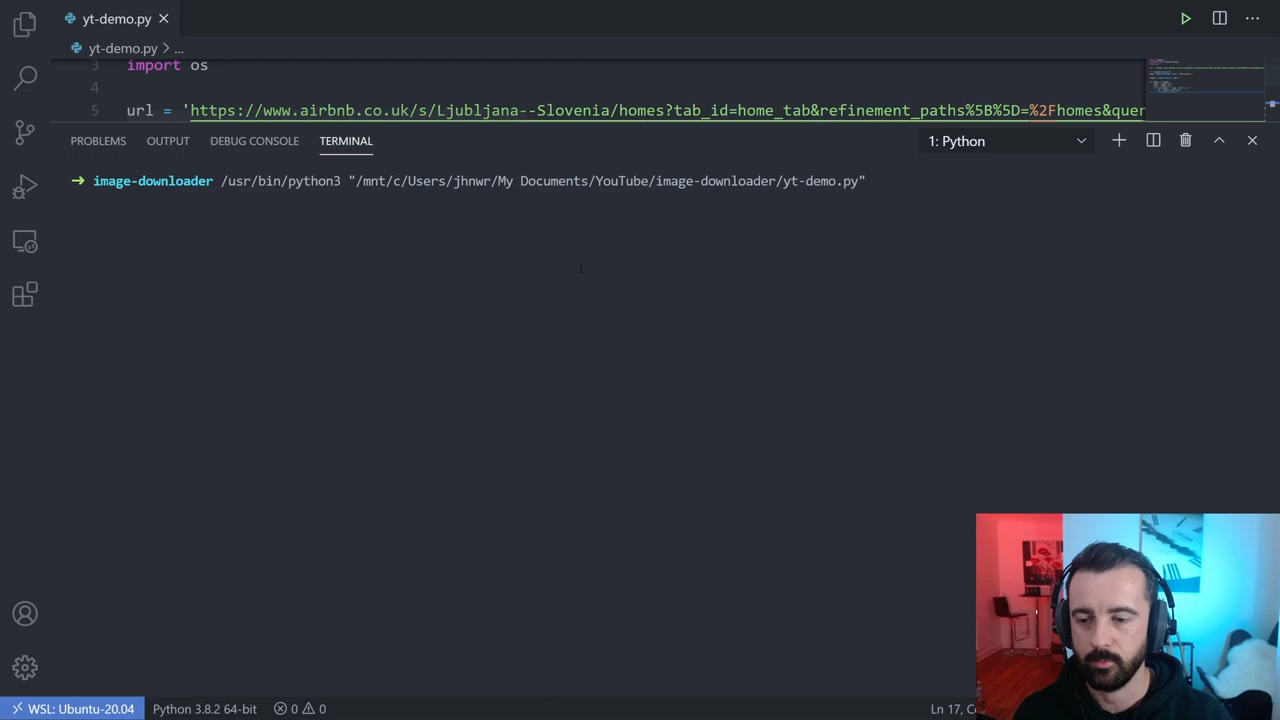 yt-demo.py
yt-demo.py > ...
3 import os
4
5 url = 'https://www.airbnb.co.uk/s/Ljubljana--Slovenia/homes?tab_id=home_tab&refinement_paths%5B%5D=%2Fhomes&quer
PROBLEMS OUTPUT DEBUG CONSOLE TERMINAL 1: Python
→ image-downloader /usr/bin/python3 "/mnt/c/Users/jhnwr/My Documents/YouTube/image-downloader/yt-demo.py"
WSL: Ubuntu-20.04 Python 3.8.2 64-bit 0 0 Ln 17, C